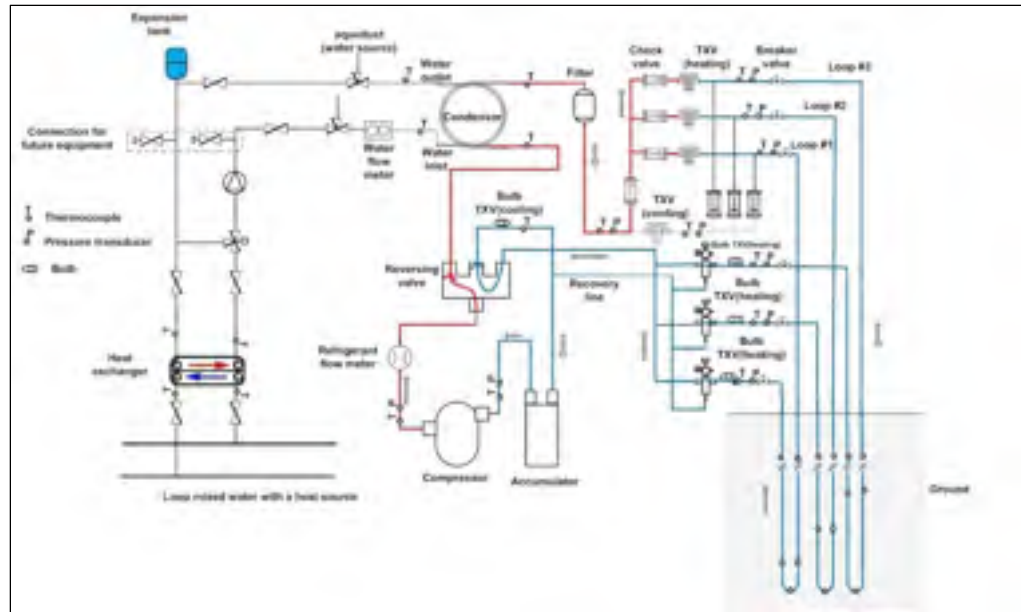 Expansion
tank
aqueduct
(water source)
Water
outlet
Filter
Check
valve
TXV
(heating)
Breaker
valve
Loop #3
Loop #2
Loop #1
Condenser
Connection for
future equipment
Water
flow
meter
Water
inlet
Thermocouple
Pressure transducer
Bulb
Bulb
TXV(cooling)
TXV
(cooling)
Reversing
valve
Recovery
line
Bulb TXV(heating)
Bulb
TXV(heating)
Bulb
TXV(heating)
Refrigerant
flow meter
Heat
exchanger
Compressor
Accumulator
Ground
Loop mixed water with a heat source